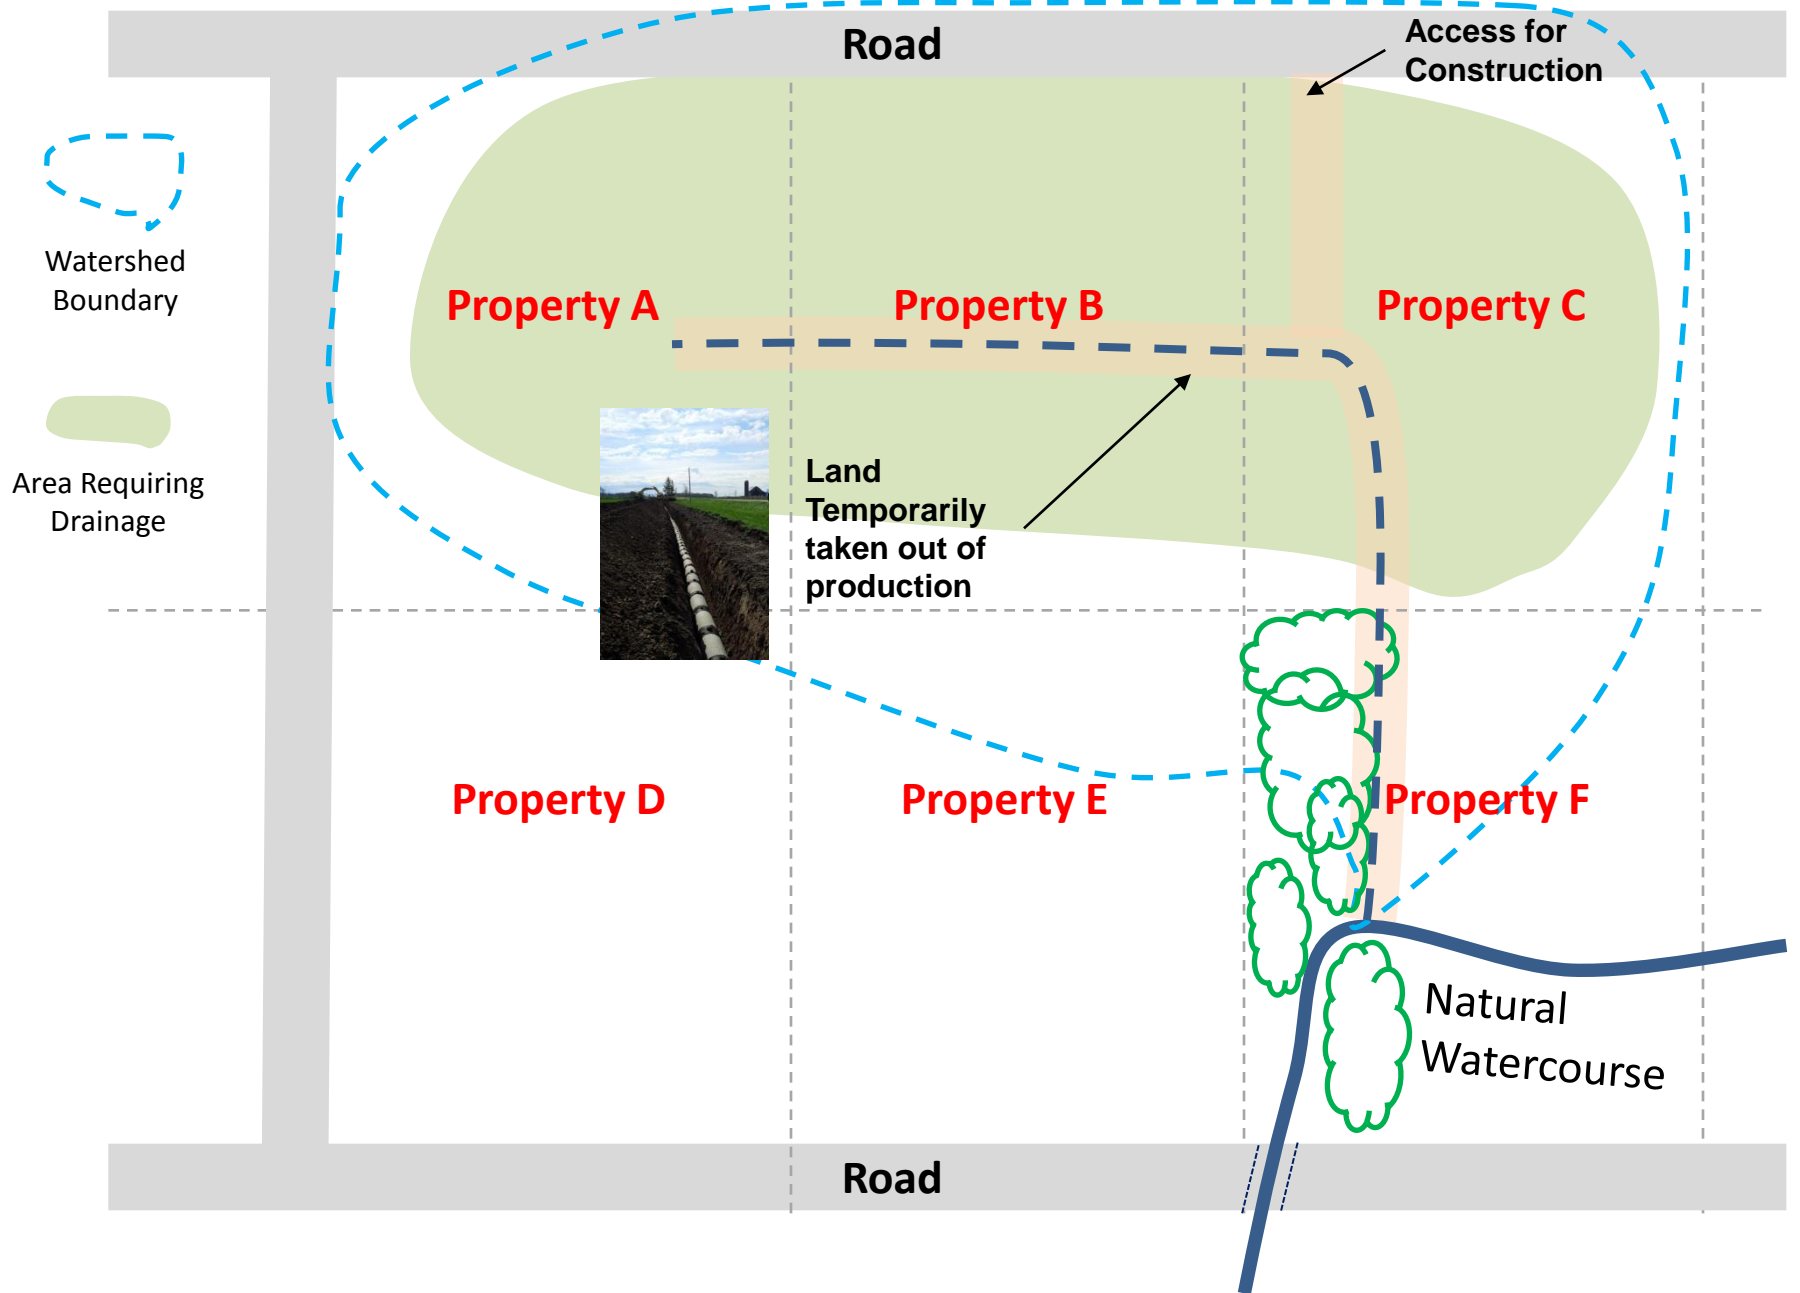 Road
Access for
Construction
Watershed
Boundary
Property A
Property B
Property C
Area Requiring
Drainage
Land
Temporarily
taken out of
production
Property D
Property E
Property F
Natural
Watercourse
Road